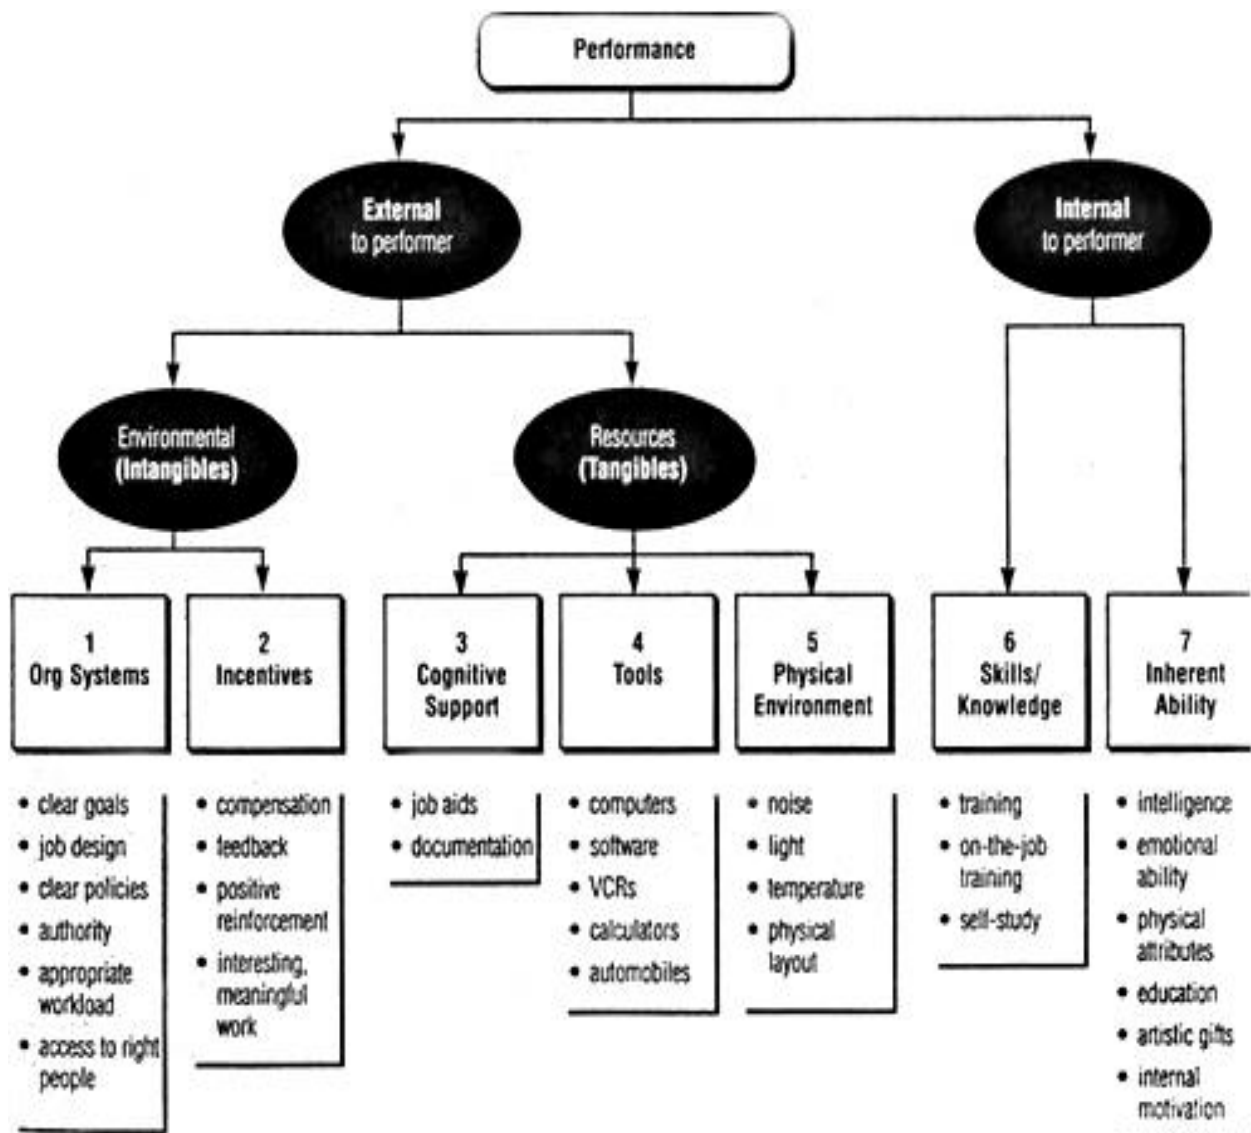 Performance
External
to performer
Internal
to performer
Environmental
(Intangibles)
Resources
(Tangibles)
1
Org Systems
2
Incentives
3
Cognitive
Support
4
Tools
5
Physical
Environment
6
Skills/
Knowledge
7
Inherent
Ability
• clear goals
• job design
• clear policies
• authority
• appropriate
workload
• access to right
people
• compensation
• feedback
• positive
reinforcement
• interesting,
meaningful
work
• job aids
• documentation
• computers
• software
• VCRs
• calculators
• automobiles
• noise
• light
• temperature
• physical
layout
• training
• on-the-job
training
• self-study
• intelligence
• emotional
ability
• physical
attributes
• education
• artistic gifts
• internal
motivation